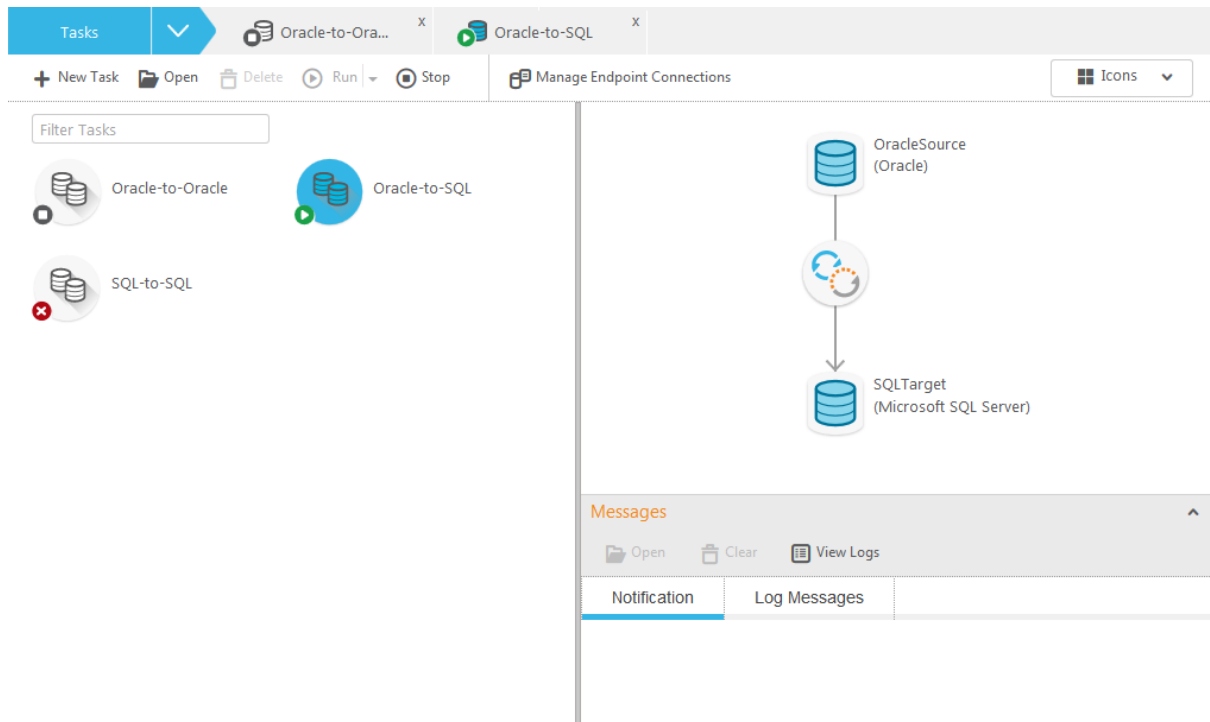 Tasks
Oracle-to-Ora... x
Oracle-to-SQL x
New Task Open Delete Run Stop Manage Endpoint Connections Icons
Filter Tasks
Oracle-to-Oracle
Oracle-to-SQL
SQL-to-SQL
OracleSource
(Oracle)
SQLTarget
(Microsoft SQL Server)
Messages
Open Clear View Logs
Notification Log Messages